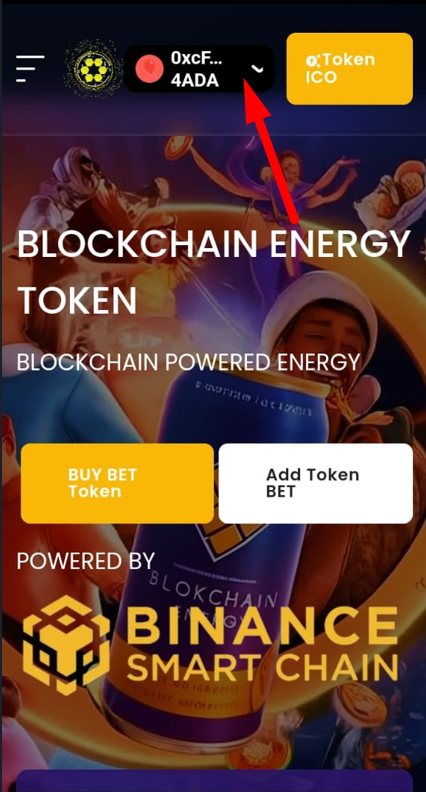 0xcF...
4ADA
Token
ICO
BLOCKCHAIN ENERGY
TOKEN
BLOCKCHAIN POWERED ENERGY
BUY BET
Token
Add Token
BET
POWERED BY
BLOKCHAIN
BINANCE
SMART CHAIN